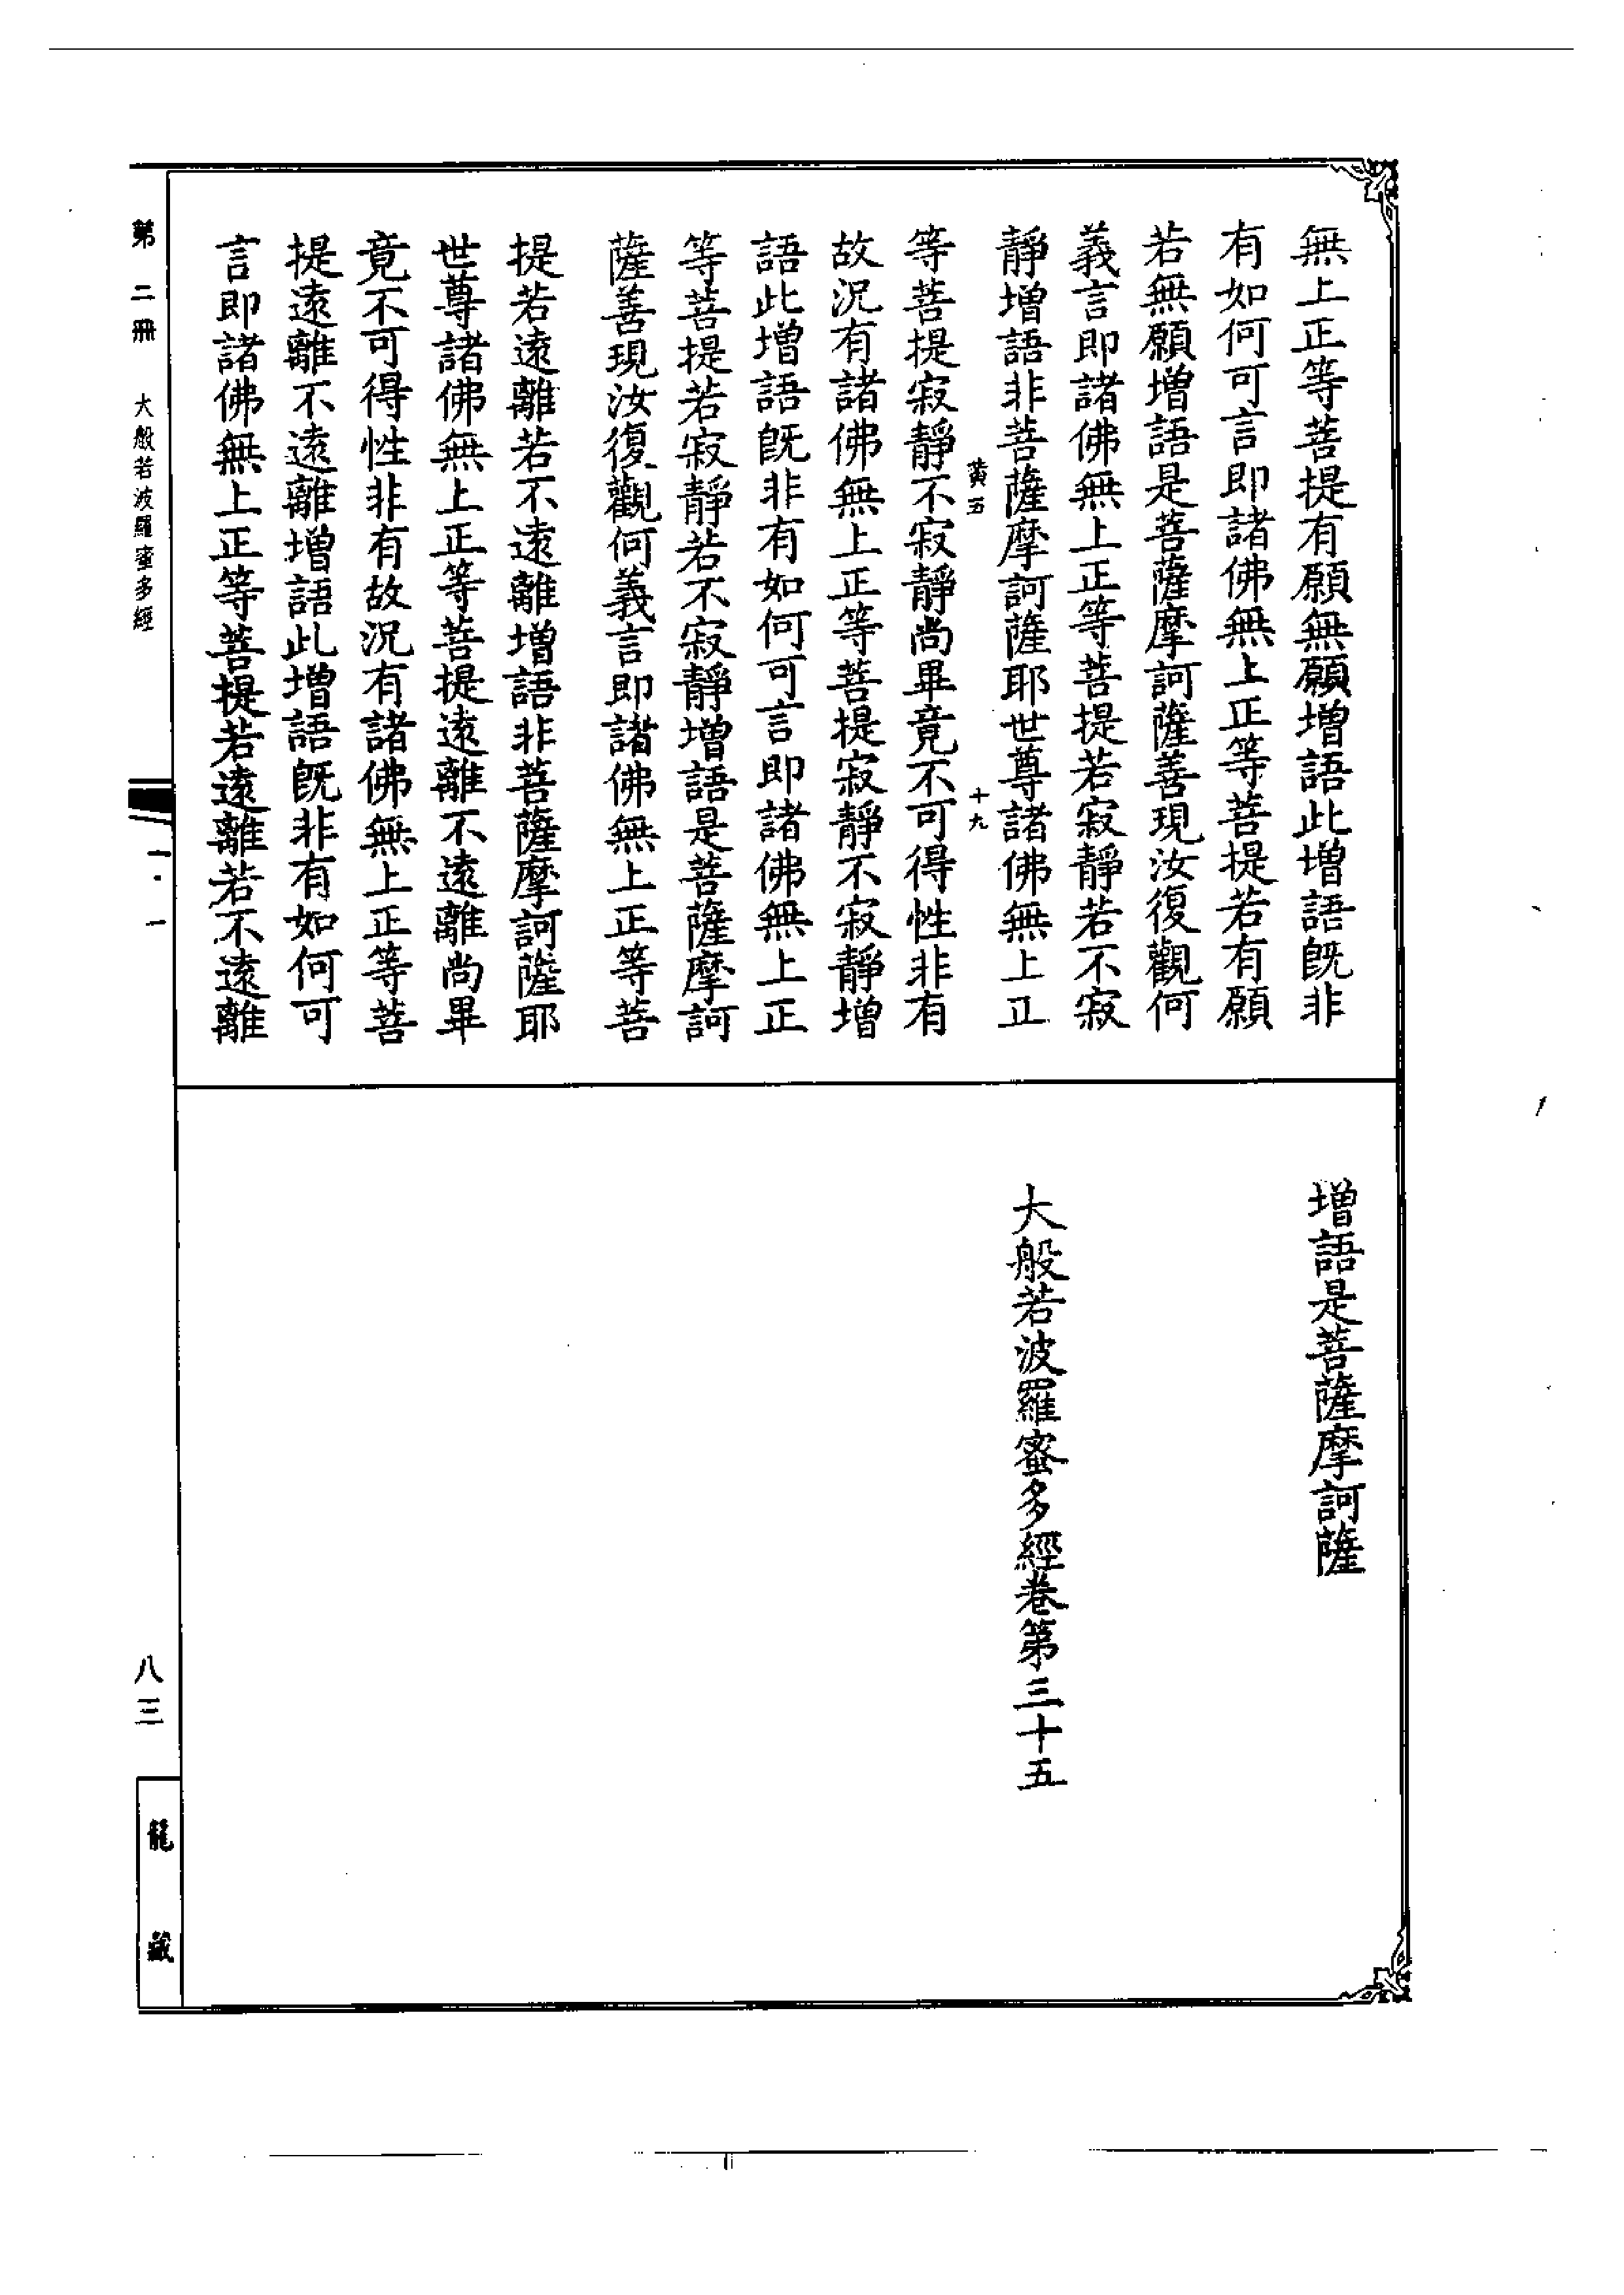 無上正等菩提有願無願增語此增語既非
有如何可言即諸佛無上正等菩提若有願
若無願增語是菩薩摩訶薩善現汝復觀何
義言即諸佛無上正等菩提若寂靜若不寂
靜增語非菩薩摩訶薩耶世尊諸佛無上正
黃五 十九
等菩提寂靜不寂靜尚畢竟不可得性非有
故況有諸佛無上正等菩提寂靜不寂靜增
語此增語既非有如何可言即諸佛無上正
等菩提若寂靜若不寂靜增語是菩薩摩訶
薩善現汝復觀何義言即諸佛無上正等菩
提若遠離若不遠離增語非菩薩摩訶薩耶
世尊諸佛無上正等菩提遠離不遠離尚畢
竟不可得性非有故況有諸佛無上正等菩
提遠離不遠離增語此增語既非有如何可
言即諸佛無上正等菩提若遠離若不遠離
增語是菩薩摩訶薩
大般若波羅蜜多經卷第三十五
第二冊 大般若波羅蜜多經 一·一 八三 龍藏